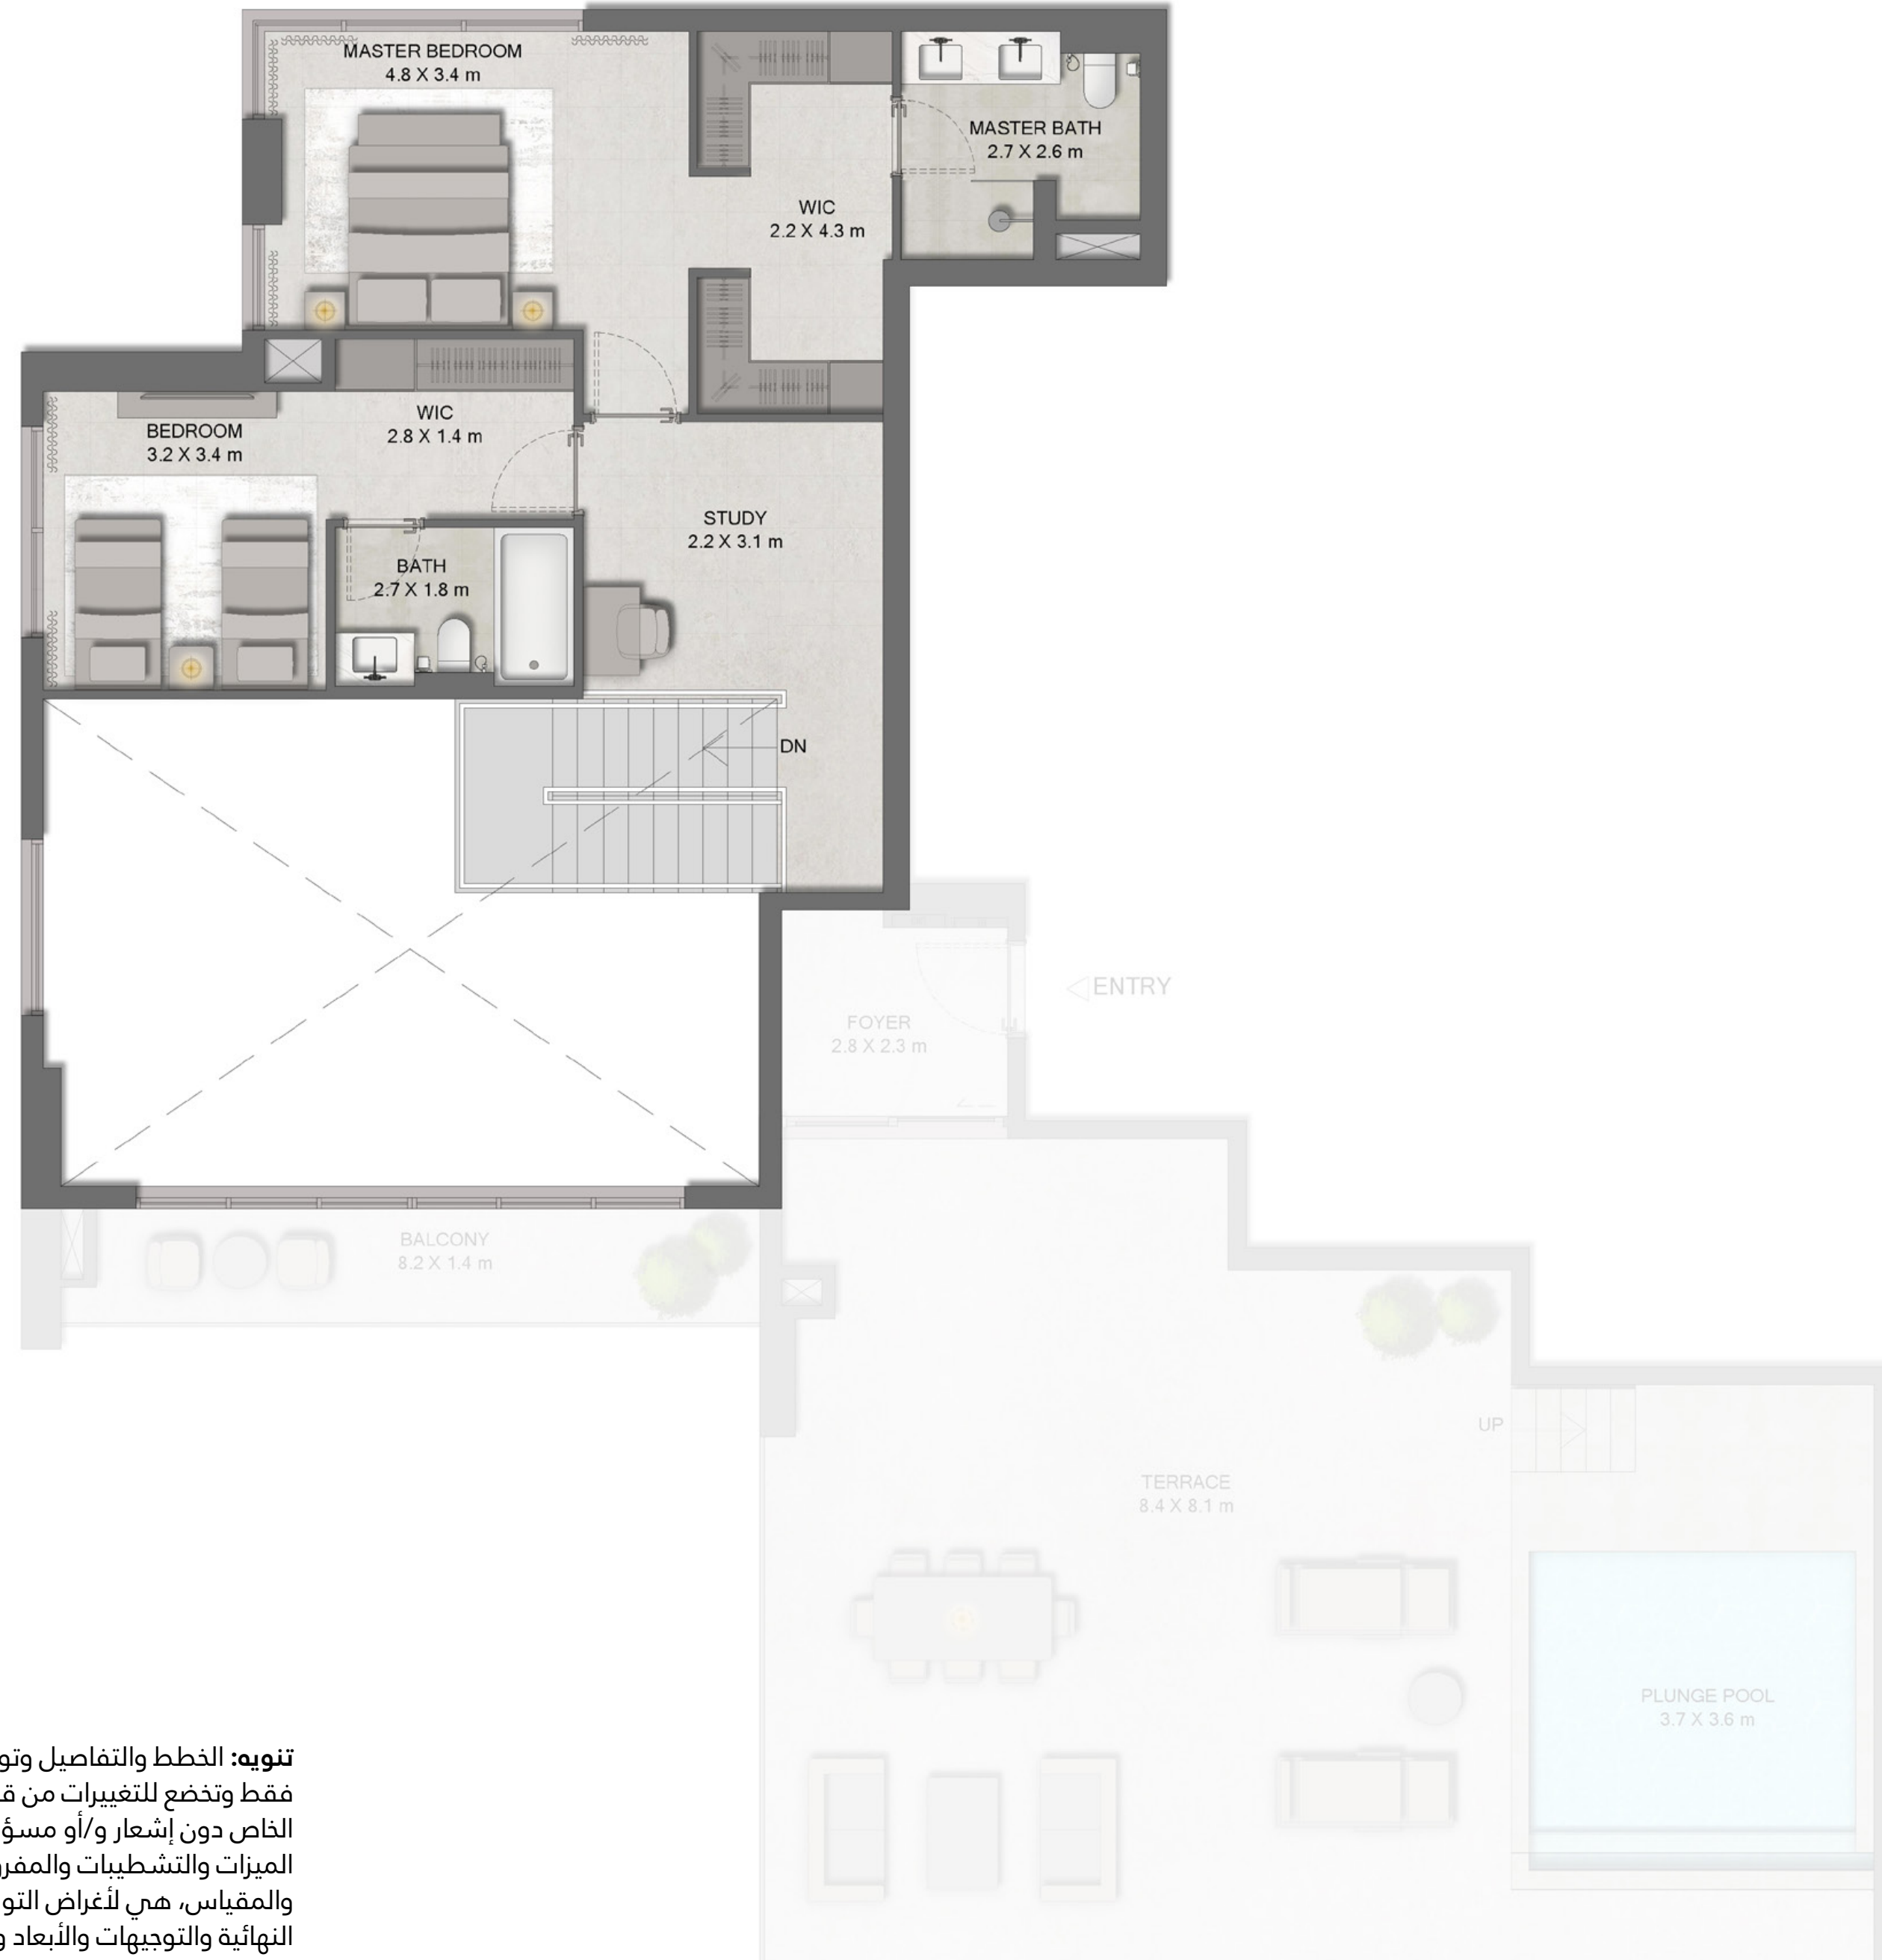 MASTER BEDROOM
4.8 X 3.4 m
MASTER BATH
2.7 X 2.6 m
WIC
2.2 X 4.3 m
WIC
2.8 X 1.4 m
BEDROOM
3.2 X 3.4 m
STUDY
2.2 X 3.1 m
BATH
2.7 X 1.8 m
DN
ENTRY
FOYER
2.8 X 2.3 m
BALCONY
8.2 X 1.4 m
UP
TERRACE
8.4 X 8.1 m
PLUNGE POOL
3.7 X 3.6 m
تنويه: الخطط والتفاصيل
فقط وتخضع للتغييرات من
الخاص دون إشعار و/أو
الميزات والتشطيبات
والمقياس، هي لأغراض
النهائية والتوجيهات والأبعاد